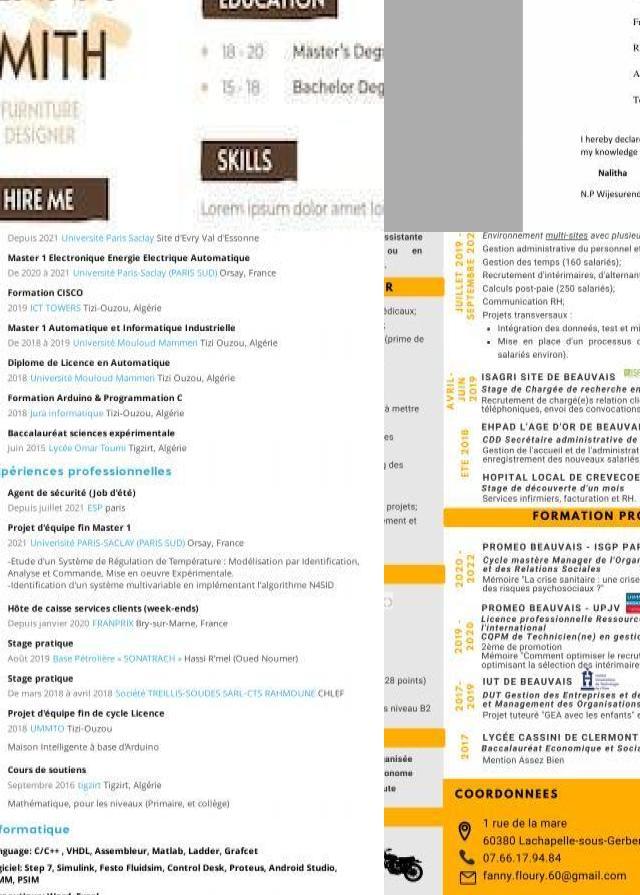 MITH
FURNITURE
DESIGNER
HIRE ME
EDUCATION
18 - 20 Master's Deg
15 - 18 Bachelor Deg
SKILLS
Lorem ipsum dolor amet lo
I hereby declare
my knowledge
Nalitha
N.P Wijesurend
Depuis 2021 Université Paris Saclay Site d'Evry Val d'Essonne
Master 1 Electronique Energie Electrique Automatique
De 2020 à 2021 Université Paris-Saclay (PARIS SUD) Orsay, France
Formation CISCO
2019 ICT TOWERS Tizi-Ouzou, Algérie
Master 1 Automatique et Informatique Industrielle
De 2018 à 2019 Université Mouloud Mammeri Tizi Ouzou, Algérie
Diplome de Licence en Automatique
2018 Université Mouloud Mammeri Tizi Ouzou, Algérie
Formation Arduino & Programmation C
2018 Jura informatique Tizi-Ouzou, Algérie
Baccalauréat sciences expérimentale
Juin 2015 Lycée Omar Toumi Tigzirt, Algérie
périences professionnelles
Agent de sécurité (Job d'été)
Depuis juillet 2021 ESP paris
Projet d'équipe fin Master 1
2021 Univerisité PARIS-SACLAY (PARIS SUD) Orsay, France
-Etude d'un Système de Régulation de Température : Modélisation par Identification,
Analyse et Commande, Mise en oeuvre Expérimentale.
-Identification d'un système multivariable en implémentant l'algorithme N4SID
Hôte de caisse services clients (week-ends)
Depuis janvier 2020 FRANPRIX Bry-sur-Marne, France
Stage pratique
Août 2019 Base Pétrolière « SONATRACH » Hassi R'mel (Oued Noumer)
Stage pratique
De mars 2018 à avril 2018 Société TREILLIS-SOUDES SARL-CTS RAHMOUNE CHLEF
Projet d'équipe fin de cycle Licence
2018 UMMTO Tizi-Ouzou
Maison Intelligente à base d'Arduino
Cours de soutiens
Septembre 2016 tigzirt Tigzirt, Algérie
Mathématique, pour les niveaux (Primaire, et collège)
formatique
nguage: C/C++ , VHDL, Assembleur, Matlab, Ladder, Grafcet
giciel: Step 7, Simulink, Festo Fluidsim, Control Desk, Proteus, Android Studio,
MM, PSIM
ssistante
ou en
R
édicaux;
(prime de
à mettre
es
g des
projets;
ement et
28 points)
s niveau B2
anisée
onome
ute
JUILLET 2019 -
SEPTEMBRE 202
Environnement multi-sites avec plusieu
Gestion administrative du personnel et
Gestion des temps (160 salariés);
Recrutement d'intérimaires, d'alternan
Calculs post-paie (250 salariés);
Communication RH;
Projets transversaux :
Intégration des donneés, test et mi
Mise en place d'un processus d
salariés environ).
AVRIL-
JUIN
2019
ISAGRI SITE DE BEAUVAIS
Stage de Chargée de recherche en
Recrutement de chargé(e)s relation cli
téléphoniques, envoi des convocations
ETE 2018
EHPAD L'AGE D'OR DE BEAUVAI
CDD Secrétaire administrative de
Gestion de l'accueil et de l'administrat
enregistrement des nouveaux salariés
HOPITAL LOCAL DE CREVECOE
Stage de découverte d'un mois
Services infirmiers, facturation et RH.
FORMATION PRO
2020 -
2022
PROMEO BEAUVAIS - ISGP PAR
Cycle mastère Manager de l'Organ
et des Relations Sociales
Mémoire "La crise sanitaire : une crise
des risques psychosociaux ?"
2019 -
2020
PROMEO BEAUVAIS - UPJV
Licence professionnelle Ressourc
l'international
CQPM de Technicien(ne) en gestio
2ème de promotion
Mémoire "Comment optimiser le recrut
optimisant la sélection des intérimaire
2017-
2019
IUT DE BEAUVAIS
DUT Gestion des Entreprises et de
et Management des Organisations
Projet tuteuré "GEA avec les enfants" e
2017
LYCÉE CASSINI DE CLERMONT
Baccalauréat Economique et Socia
Mention Assez Bien
COORDONNEES
1 rue de la mare
60380 Lachapelle-sous-Gerber
07.66.17.94.84
fanny.floury.60@gmail.com